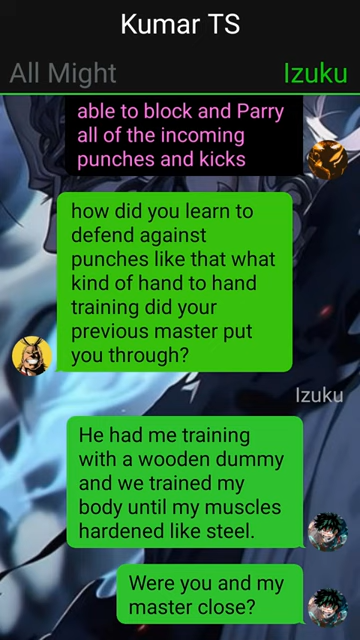 Kumar TS
All Might
Izuku
able to block and Parry
all of the incoming
punches and kicks
how did you learn to
defend against
punches like that what
kind of hand to hand
training did your
previous master put
you through?
Izuku
He had me training
with a wooden dummy
and we trained my
body until my muscles
hardened like steel.
Were you and my
master close?